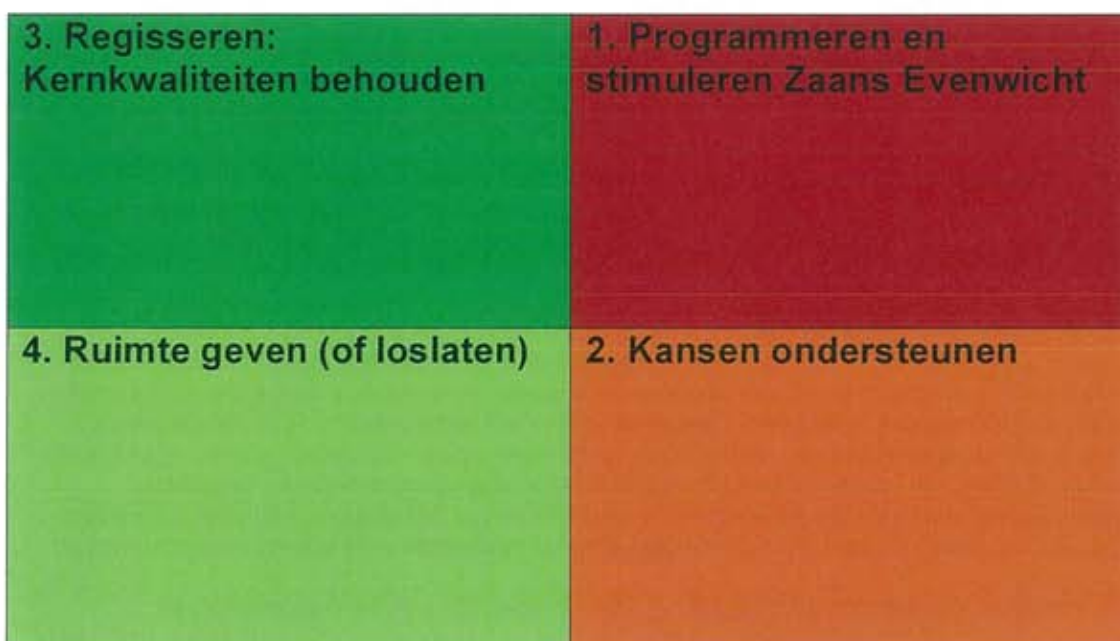 3. Regisseren:
Kernkwaliteiten behouden
1. Programmeren en
stimuleren Zaans Evenwicht
4. Ruimte geven (of loslaten)
2. Kansen ondersteunen